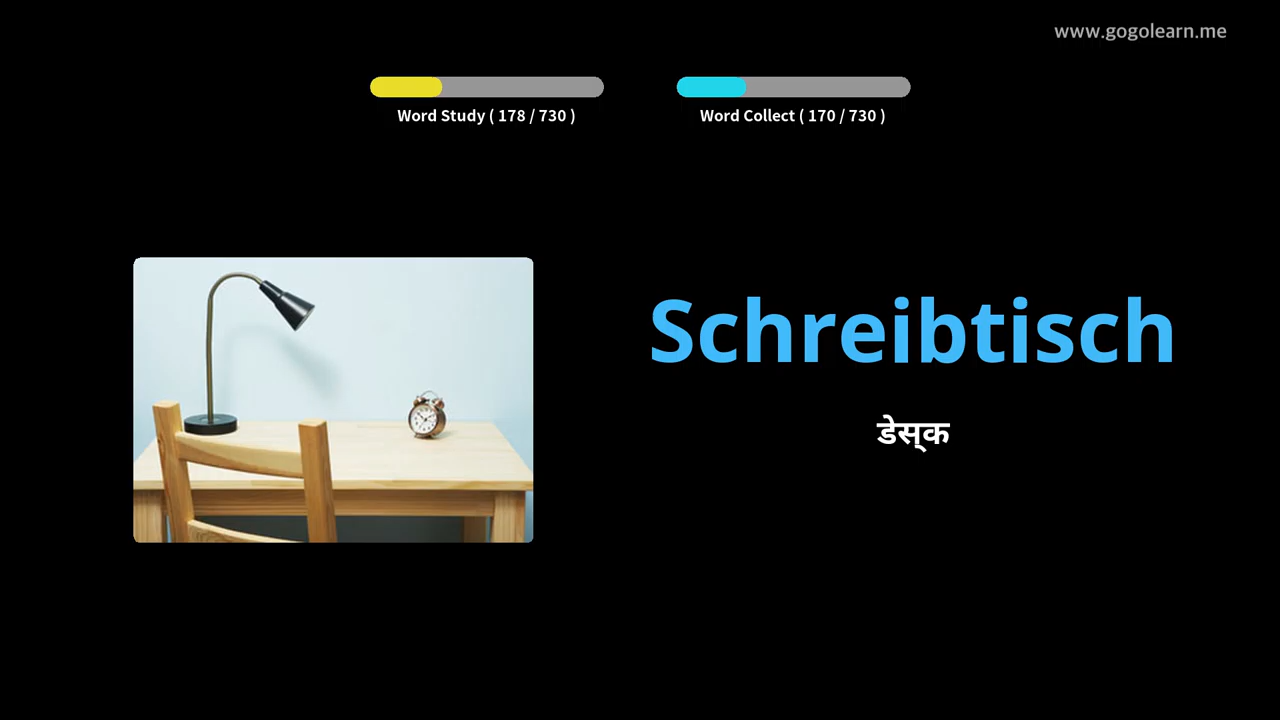 www.gogolearn.me
Word Study ( 178 / 730 )
Word Collect ( 170 / 730 )
Schreibtisch
डेस्क